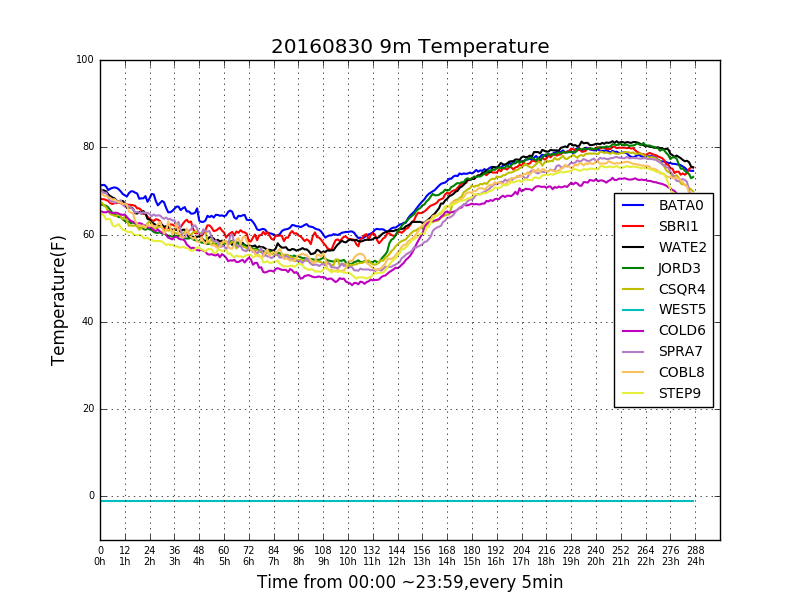 20160830 9m Temperature
100
80
60
40
20
0
Temperature(F)
BATA0
SBRI1
WATE2
JORD3
CSQR4
WEST5
COLD6
SPRA7
COBL8
STEP9
0 12 24 36 48 60 72 84 96 108 120 132 144 156 168 180 192 204 216 228 240 252 264 276 288
0h 1h 2h 3h 4h 5h 6h 7h 8h 9h 10h 11h 12h 13h 14h 15h 16h 17h 18h 19h 20h 21h 22h 23h 24h
Time from 00:00 ~23:59,every 5min